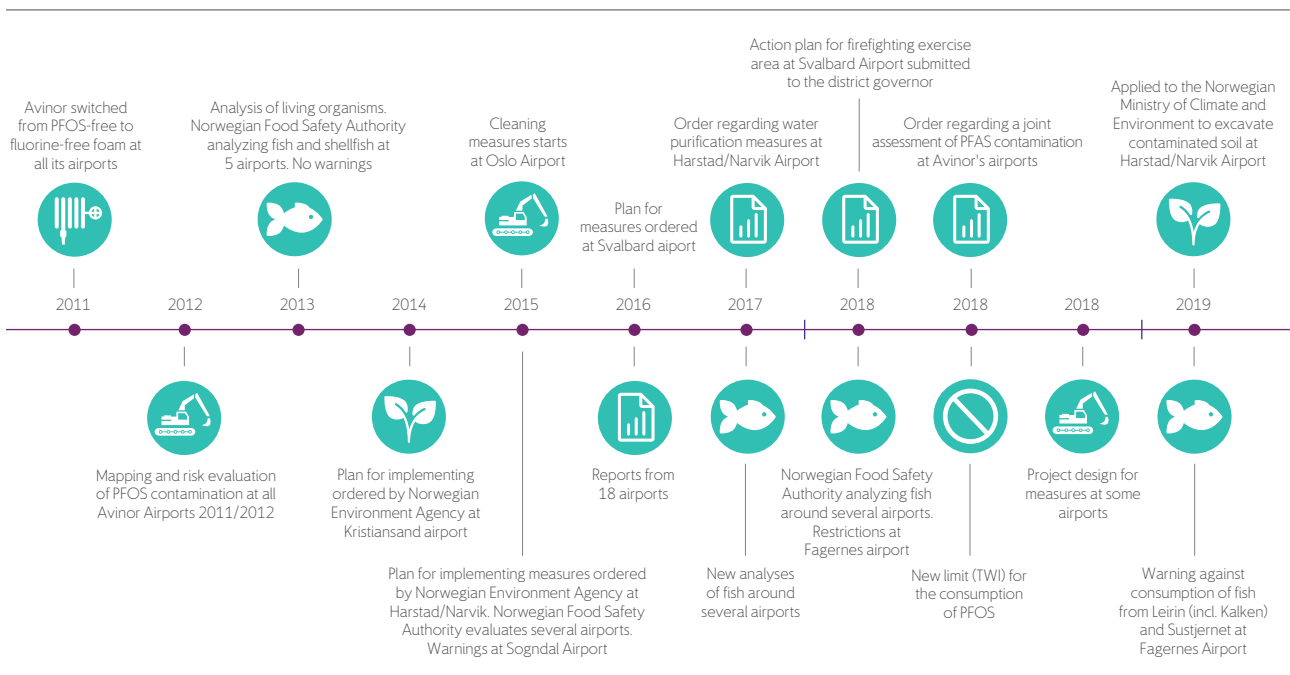 Avinor switched
from PFOS-free to
fluorine-free foam at
all its airports
Analysis of living organisms.
Norwegian Food Safety Authority
analyzing fish and shellfish at
5 airports. No warnings
Cleaning
measures starts
at Oslo Airport
Plan for
measures ordered
at Svalbard aiport
Order regarding water
purification measures at
Harstad/Narvik Airport
Action plan for firefighting exercise
area at Svalbard Airport submitted
to the district governor
Order regarding a joint
assessment of PFAS contamination
at Avinor's airports
Applied to the Norwegian
Ministry of Climate and
Environment to excavate
contaminated soil at
Harstad/Narvik Airport
2011 2012 2013 2014 2015 2016 2017 2018 2018 2018 2019
Mapping and risk evaluation
of PFOS contamination at all
Avinor Airports 2011/2012
Plan for implementing
ordered by Norwegian
Environment Agency at
Kristiansand airport
Plan for implementing measures ordered
by Norwegian Environment Agency at
Harstad/Narvik. Norwegian Food Safety
Authority evaluates several airports.
Warnings at Sogndal Airport
Reports from
18 airports
New analyses
of fish around
several airports
Norwegian Food Safety
Authority analyzing fish
around several airports.
Restrictions at
Fagernes airport
New limit (TWI) for
the consumption
of PFOS
Project design for
measures at some
airports
Warning against
consumption of fish
from Leirin (incl. Kalken)
and Sustjernet at
Fagernes Airport